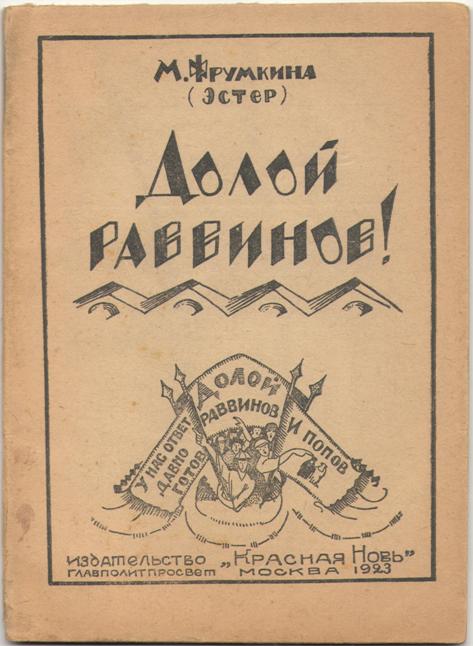 М. Фрумкина
(Эстер)
Долой
раввинов!
Долой
раввинов
и попов
У нас ответ
давно
готов
издательство „Красная Новь"
главполитпросвет Москва 1923